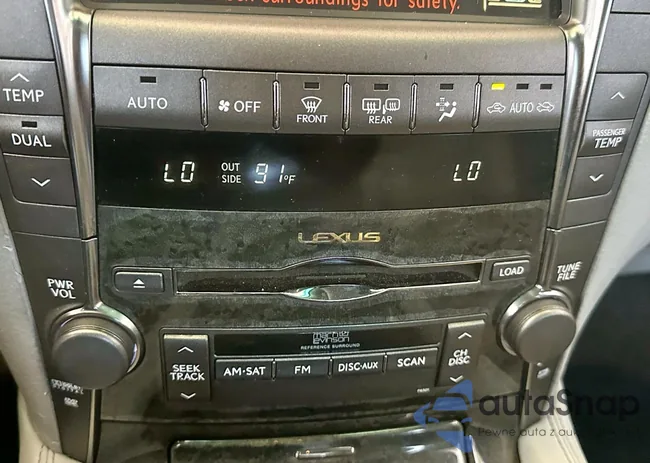 surroundings for safety.
TEMP
AUTO
OFF
FRONT
REAR
AUTO
DUAL
PASSENGER
TEMP
LO
OUT
SIDE
91°F
LO
LEXUS
LOAD
PWR
VOL
TUNE
FILE
Mark
Levinson
REFERENCE SURROUND
SEEK
TRACK
AM·SAT
FM
DISC·AUX
SCAN
CH
DISC
autoSnap
Pewne auta z